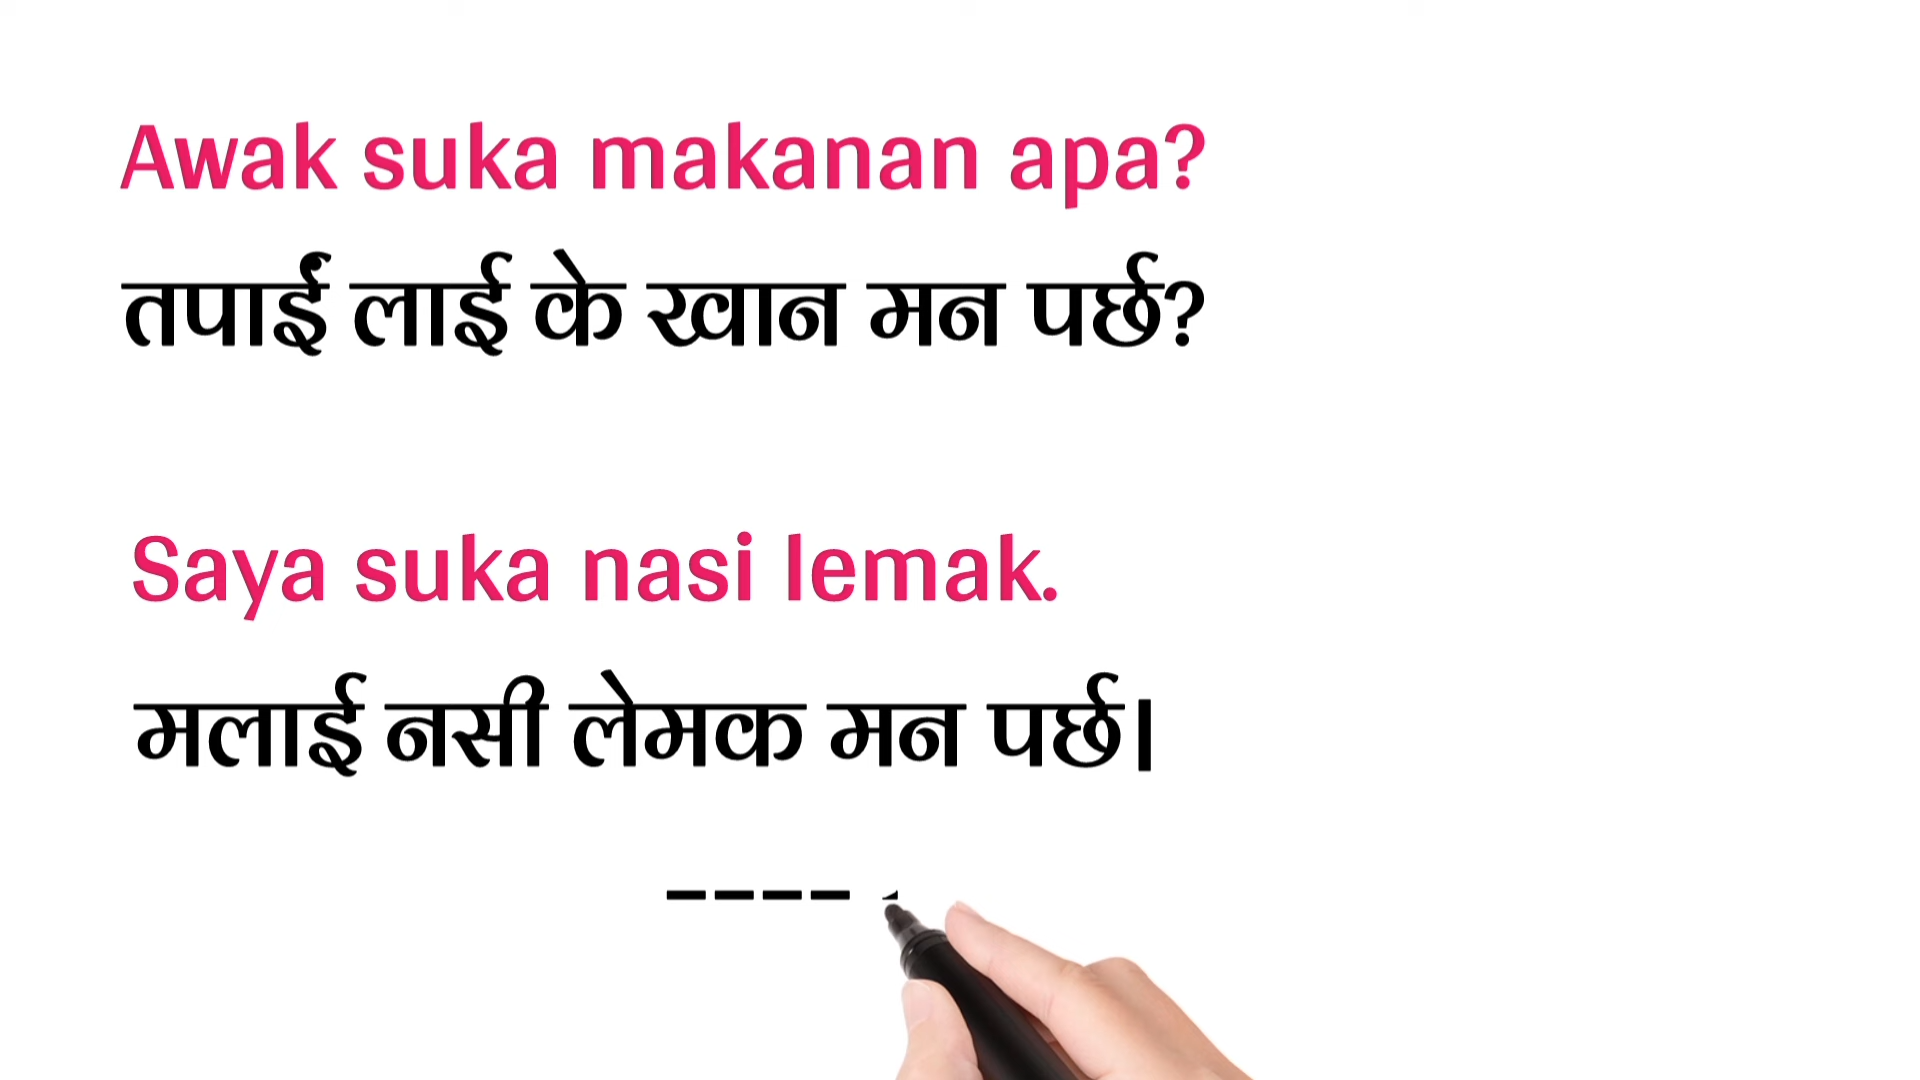 Awak suka makanan apa?
तपाईं लाई के खान मन पर्छ?
Saya suka nasi lemak.
मलाई नसी लेमक मन पर्छ।
----